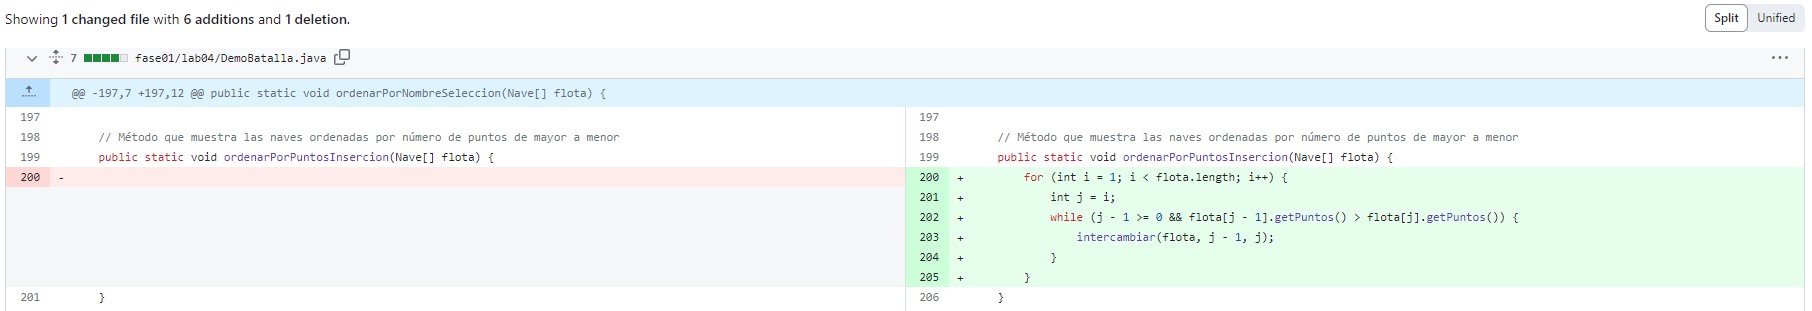 Showing 1 changed file with 6 additions and 1 deletion.
Split Unified
7 fase01/lab04/DemoBatalla.java
@@ -197,7 +197,12 @@ public static void ordenarPorNombreSeleccion(Nave[] flota) {
197
198 // Método que muestra las naves ordenadas por número de puntos de mayor a menor
199 public static void ordenarPorPuntosInsercion(Nave[] flota) {
200 -
201 }
197
198 // Método que muestra las naves ordenadas por número de puntos de mayor a menor
199 public static void ordenarPorPuntosInsercion(Nave[] flota) {
200 + for (int i = 1; i < flota.length; i++) {
201 + int j = i;
202 + while (j - 1 >= 0 && flota[j - 1].getPuntos() > flota[j].getPuntos()) {
203 + intercambiar(flota, j - 1, j);
204 + }
205 + }
206 }